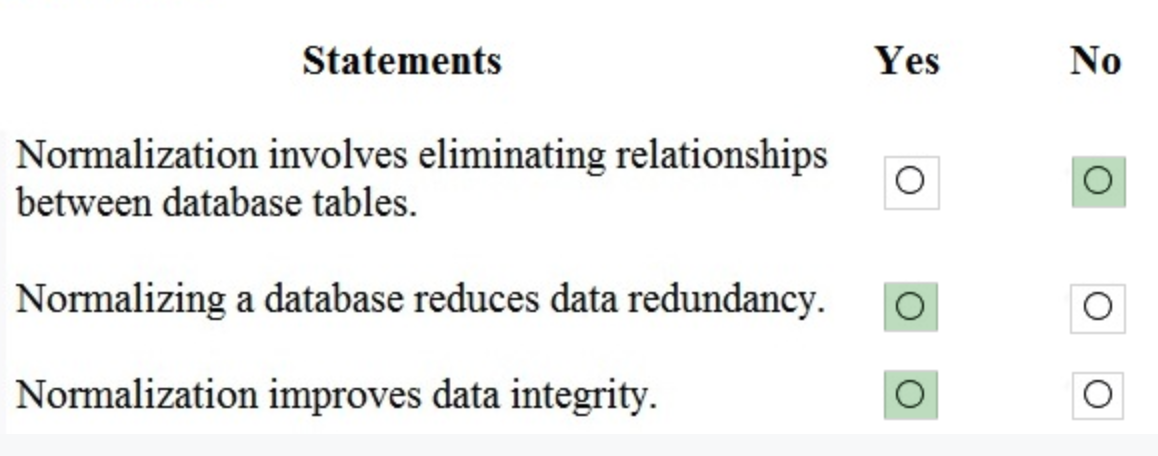 Statements Yes No
Normalization involves eliminating relationships
between database tables.
Normalizing a database reduces data redundancy.
Normalization improves data integrity.